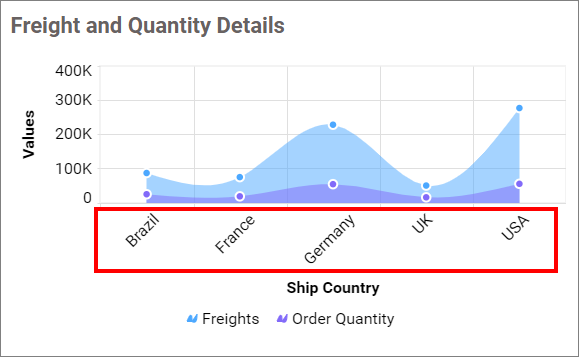 Freight and Quantity Details
400K
300K
200K
100K
0
Values
Brazil
France
Germany
UK
USA
Ship Country
Freights Order Quantity